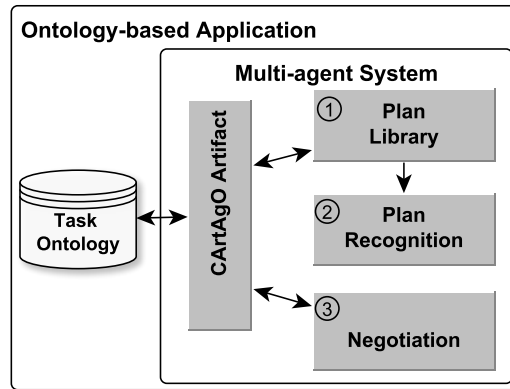 Ontology-based Application
Multi-agent System
Task
Ontology
CArtAgO Artifact
1
Plan
Library
2
Plan
Recognition
3
Negotiation